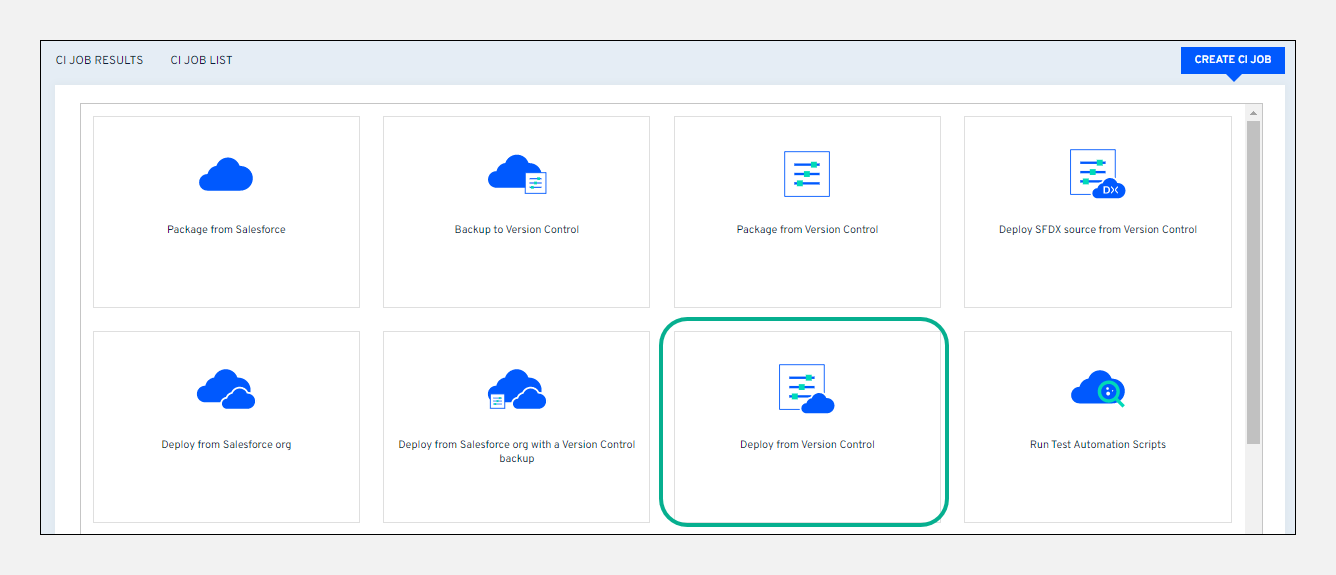 CI JOB RESULTS
CI JOB LIST
CREATE CI JOB
Package from Salesforce
Backup to Version Control
Package from Version Control
DX
Deploy SFDX source from Version Control
Deploy from Salesforce org
Deploy from Salesforce org with a Version Control
backup
Deploy from Version Control
Run Test Automation Scripts